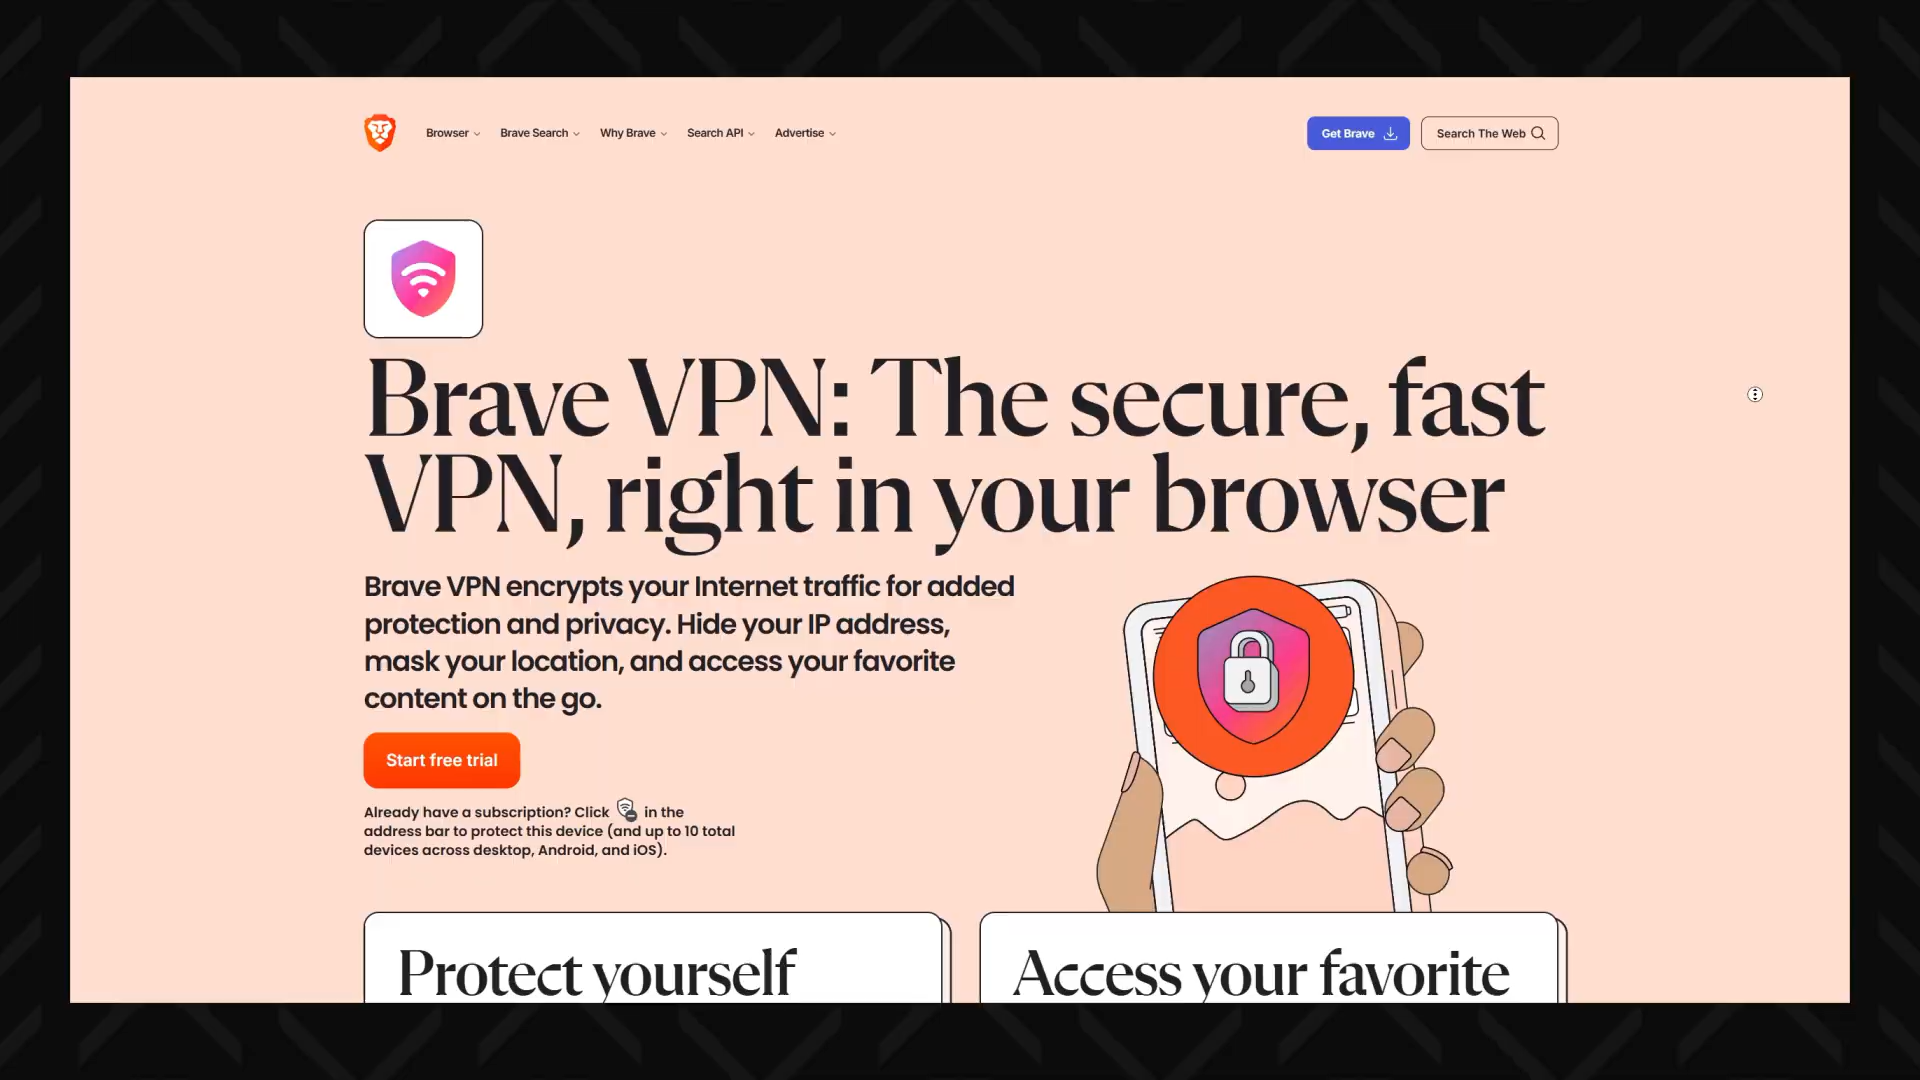 Browser
Brave Search
Why Brave
Search API
Advertise
Get Brave
Search The Web
Brave VPN: The secure, fast
VPN, right in your browser
Brave VPN encrypts your Internet traffic for added
protection and privacy. Hide your IP address,
mask your location, and access your favorite
content on the go.
Start free trial
Already have a subscription? Click in the
address bar to protect this device (and up to 10 total
devices across desktop, Android, and iOS).
Protect yourself
Access your favorite